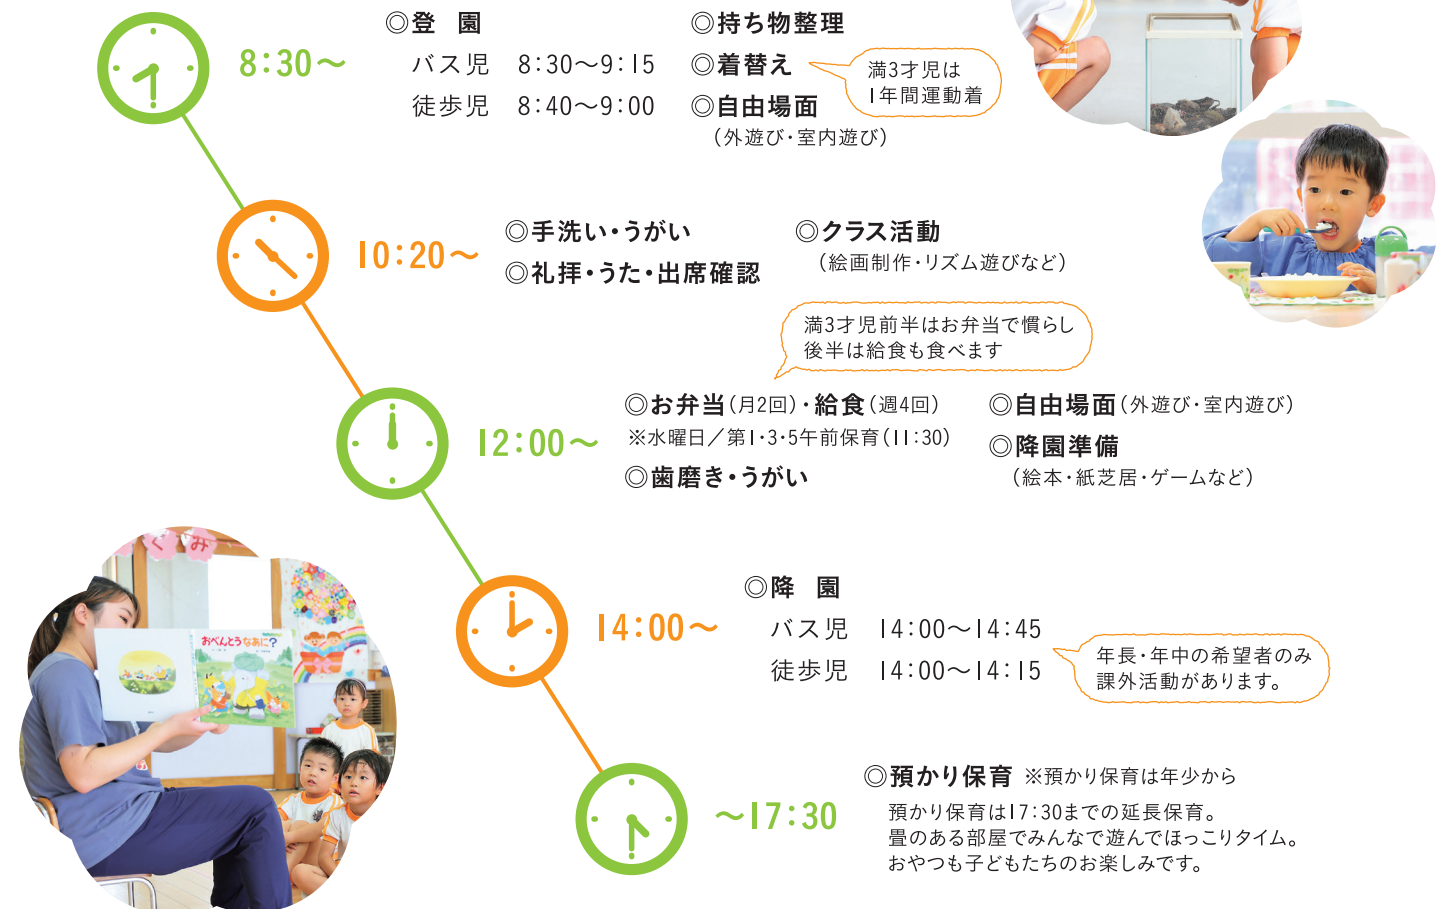 8：30〜
◎登　園
バス児　8：30〜9：15
徒歩児　8：40〜9：00
◎持ち物整理
◎着替え
満3才児は
1年間運動着
◎自由場面
（外遊び・室内遊び）
10：20〜
◎手洗い・うがい
◎礼拝・うた・出席確認
◎クラス活動
（絵画制作・リズム遊びなど）
満3才児前半はお弁当で慣らし
後半は給食も食べます
12：00〜
◎お弁当（月2回）・給食（週4回）
※水曜日／第1・3・5午前保育（11：30）
◎歯磨き・うがい
◎自由場面（外遊び・室内遊び）
◎降園準備
（絵本・紙芝居・ゲームなど）
14：00〜
◎降　園
バス児　14：00〜14：45
徒歩児　14：00〜14：15
年長・年中の希望者のみ
課外活動があります。
〜17：30
◎預かり保育 ※預かり保育は年少から
預かり保育は17：30までの延長保育。
畳のある部屋でみんなで遊んでほっこりタイム。
おやつも子どもたちのお楽しみです。
ぐみ
おべんとうなあに？